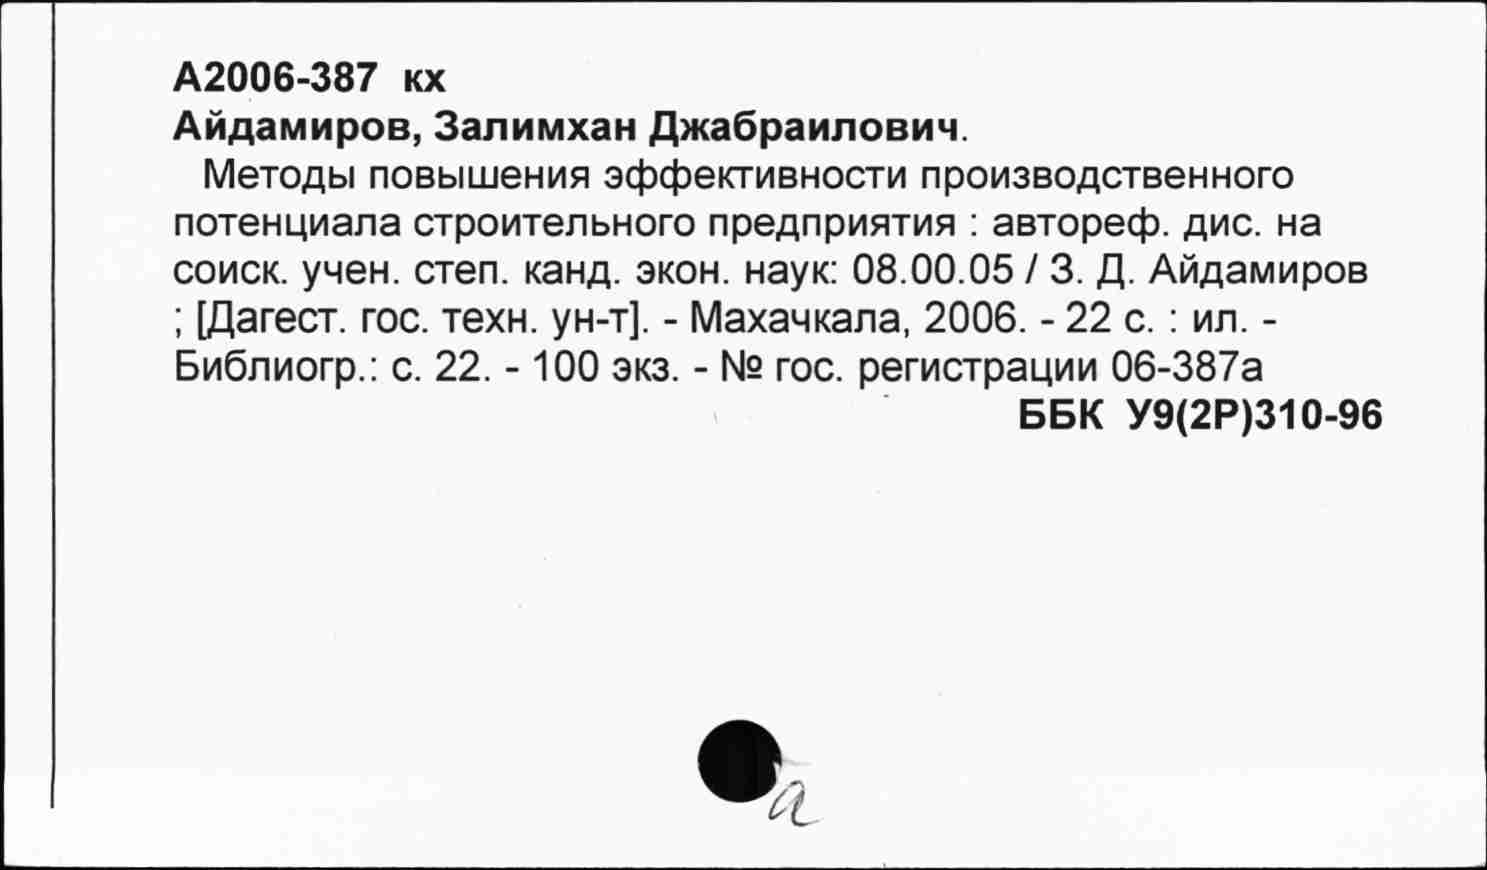 А2006-387 кх
Айдамиров, Залимхан Джабраилович.
Методы повышения эффективности производственного
потенциала строительного предприятия : автореф. дис. на
соиск. учен. степ. канд. экон. наук: 08.00.05 / З. Д. Айдамиров
; [Дагест. гос. техн. ун-т]. - Махачкала, 2006. - 22 с. : ил. -
Библиогр.: с. 22. - 100 экз. - № гос. регистрации 06-387а
ББК У9(2Р)310-96
а